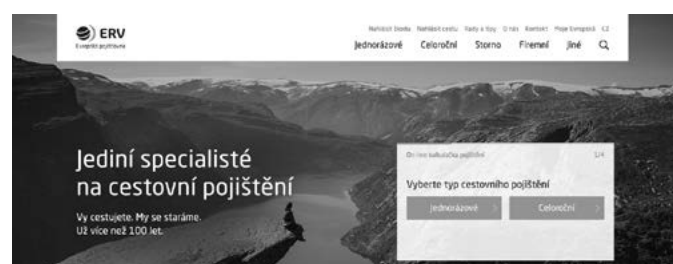 ERV
Evropská pojišťovna
Nahlásit škodu Nahlásit cestu Rady a tipy O nás Kontakt Moje Evropská CZ
Jednorázové Celoroční Storno Firemní Jiné
Jediní specialisté
na cestovní pojištění
Vy cestujete. My se staráme.
Už více než 100 let.
On-line kalkulačka pojištění 1/4
Vyberte typ cestovního pojištění
Jednorázové Celoroční